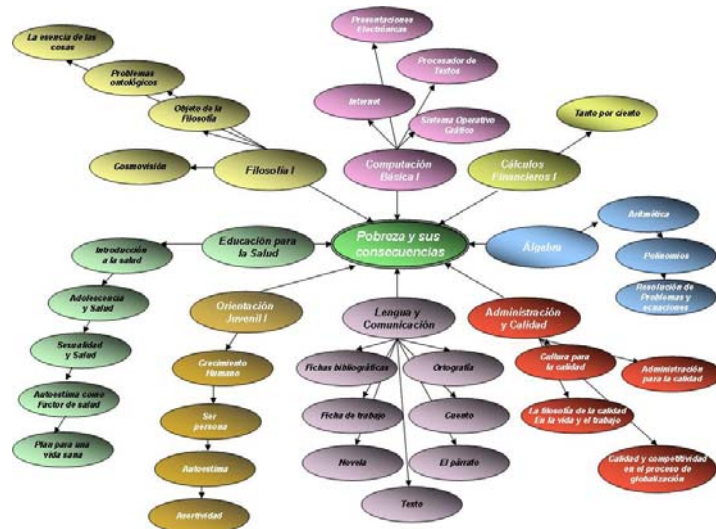 La esencia de las
cosas
Problemas
ontológicos
Objeto de la
Filosofía
Cosmovisión
Filosofía I
Presentaciones
Electrónicas
Procesador de
Textos
Internet
Sistema Operativo
Gráfico
Computación
Básica I
Tanto por ciento
Cálculos
Financieros I
Pobreza y sus
consecuencias
Educación para
la Salud
Introducción
a la salud
Adolescencia
y Salud
Sexualidad
y Salud
Autoestima como
Factor de salud
Plan para una
vida sana
Orientación
Juvenil I
Crecimiento
Humano
Ser
persona
Autoestima
Asertividad
Lengua y
Comunicación
Fichas bibliográficas
Ortografía
Ficha de trabajo
Cuento
Novela
El párrafo
Texto
Álgebra
Aritmética
Polinomios
Resolución de
Problemas y
ecuaciones
Administración
y Calidad
Cultura para
la calidad
Administración
para la calidad
La filosofía de la calidad
En la vida y el trabajo
Calidad y competitividad
en el proceso de
globalización